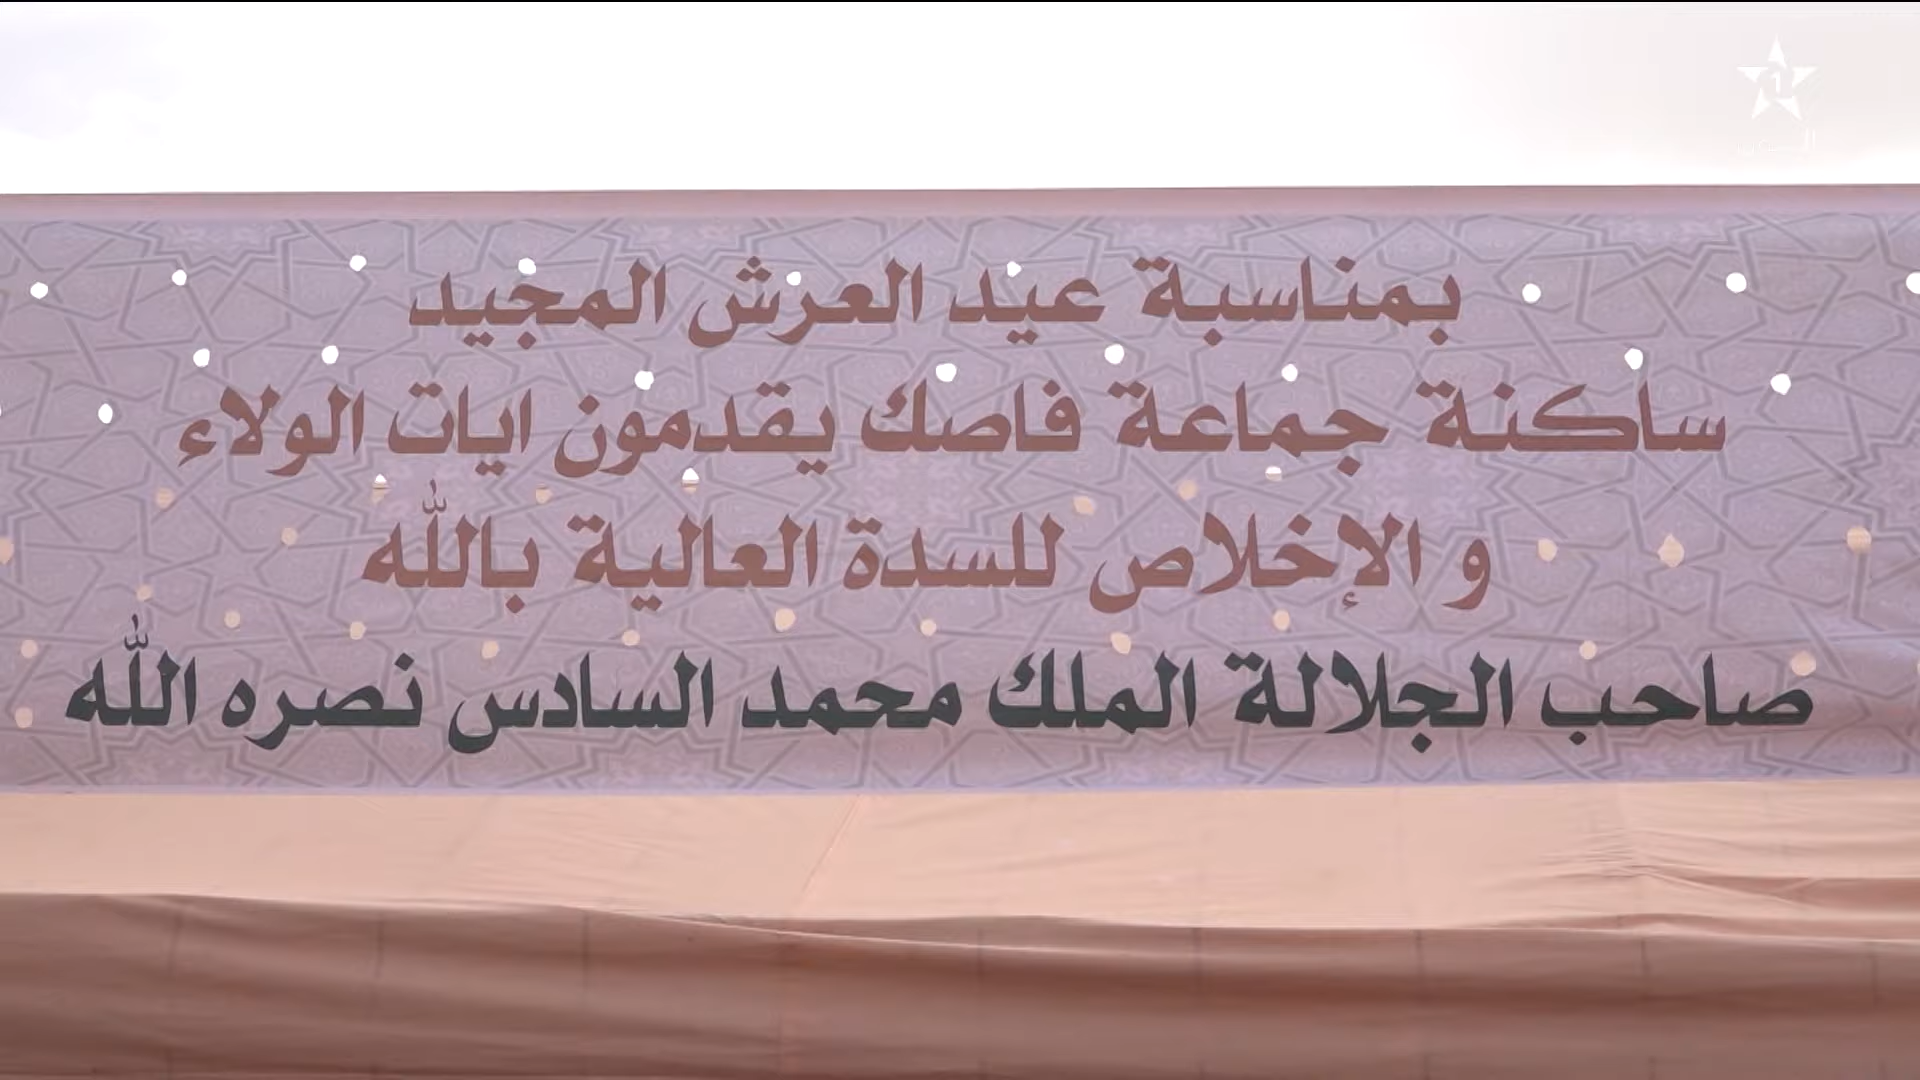 1
بمناسبة عيد العرش المجيد
ساكنة جماعة فاصك يقدمون ايات الولاء
و الإخلاص للسدة العالية بالله
صاحب الجلالة الملك محمد السادس نصره الله